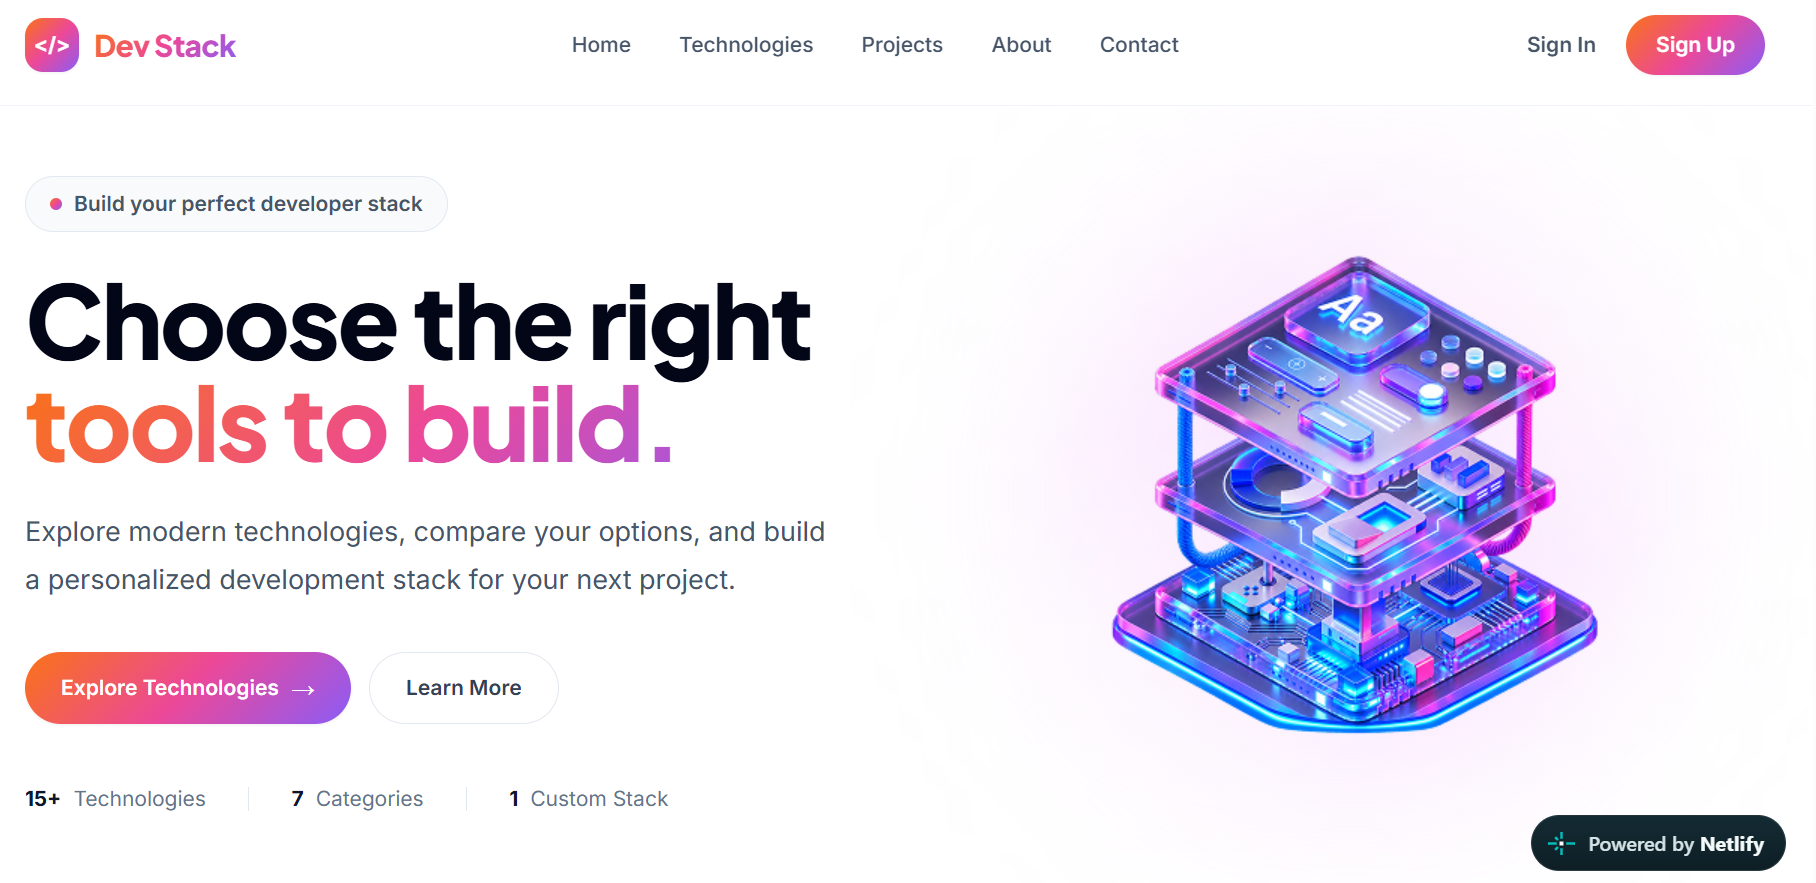 </> Dev Stack
Home Technologies Projects About Contact
Sign In Sign Up
Build your perfect developer stack
Choose the right
tools to build.
Explore modern technologies, compare your options, and build
a personalized development stack for your next project.
Explore Technologies →
Learn More
15+ Technologies 7 Categories 1 Custom Stack
Aa
Powered by Netlify